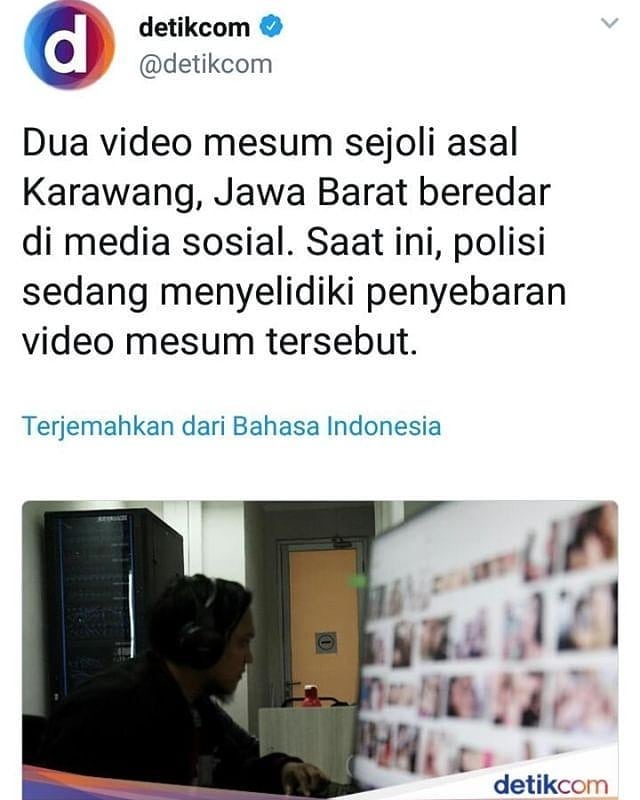 detikcom
@detikcom
Dua video mesum sejoli asal
Karawang, Jawa Barat beredar
di media sosial. Saat ini, polisi
sedang menyelidiki penyebaran
video mesum tersebut.
Terjemahkan dari Bahasa Indonesia
detikcom